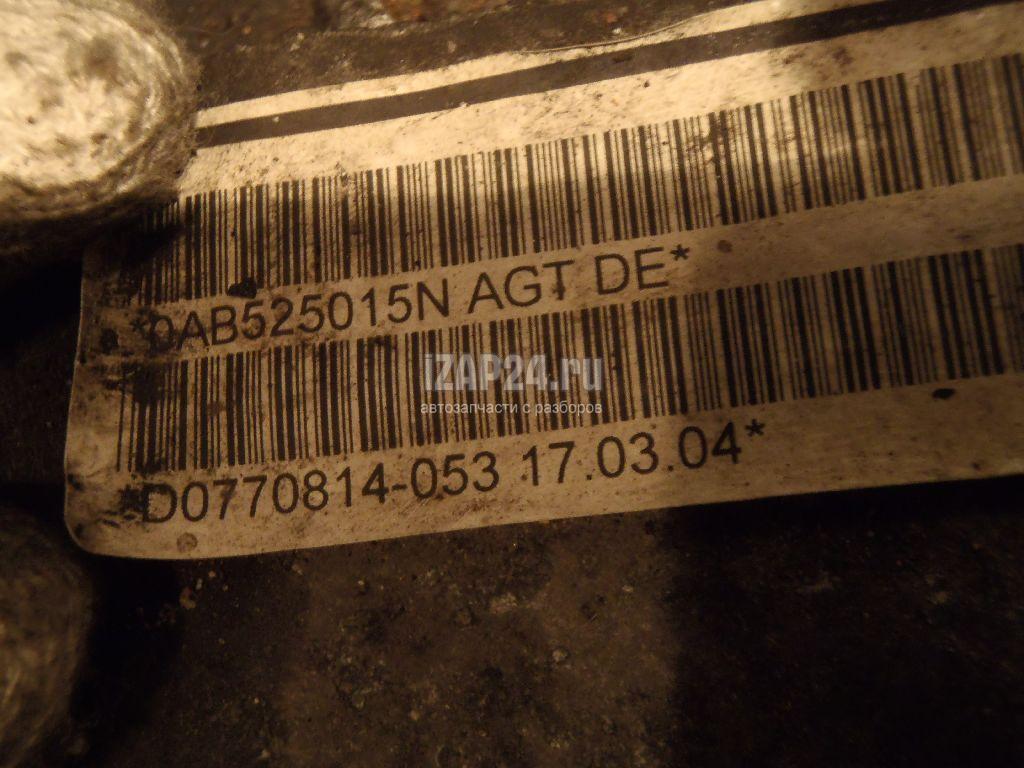 *0AB525015N AGT DE*
iZAP24.ru
автозапчасти с разборов
*D0770814-053 17.03.04*